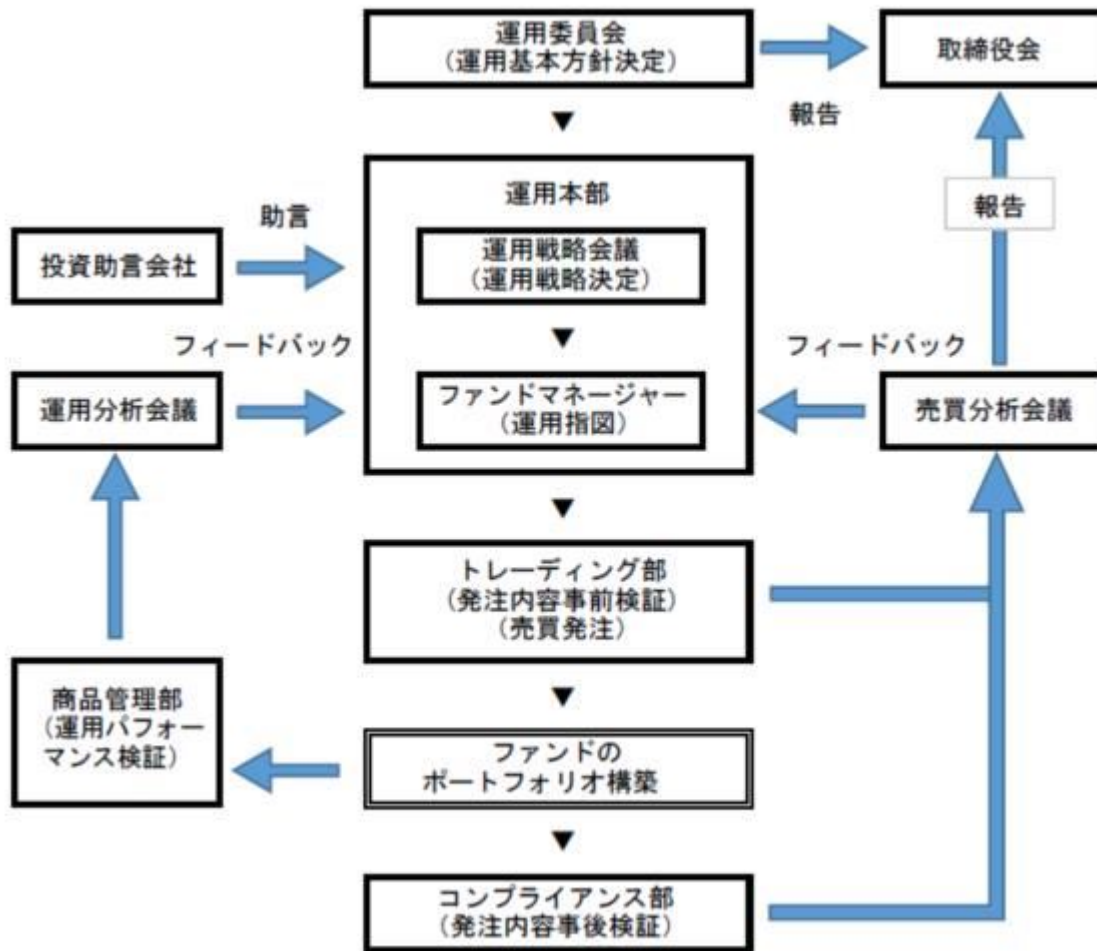 運用委員会
(運用基本方針決定)
取締役会
報告
▼
運用本部
報告
助言
運用戦略会議
(運用戦略決定)
投資助言会社
▼
フィードバック
フィードバック
運用分析会議
ファンドマネージャー
(運用指図)
売買分析会議
▼
トレーディング部
(発注内容事前検証)
(売買発注)
商品管理部
(運用パフォー
マンス検証)
▼
ファンドの
ポートフォリオ構築
▼
コンプライアンス部
(発注内容事後検証)